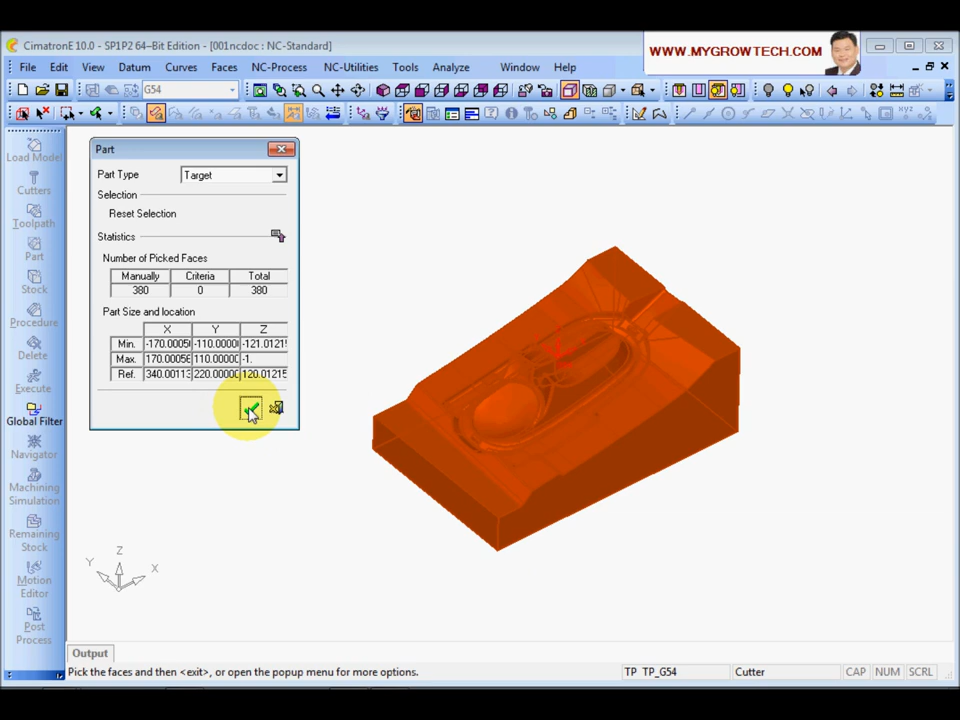 CimatronE 10.0 - SP1P2 64-Bit Edition - [001ncdoc : NC-Standard]
WWW.MYGROWTECH.COM
File Edit View Datum Curves Faces NC-Process NC-Utilities Tools Analyze Window Help
G54
Load Model
Cutters
Toolpath
Part
Stock
Procedure
Delete
Execute
Global Filter
Navigator
Machining
Simulation
Remaining
Stock
Motion
Editor
Post
Process
Part
Part Type Target
Selection
Reset Selection
Statistics
Number of Picked Faces
Manually Criteria Total
380 0 380
Part Size and location
X Y Z
Min. -170.0005 -110.0000 -121.01215
Max. 170.0005 110.0000 -1.
Ref. 340.0011 220.0000 120.01215
Z
Y X
Output
Pick the faces and then <exit>, or open the popup menu for more options. TP TP_G54 Cutter CAP NUM SCRL